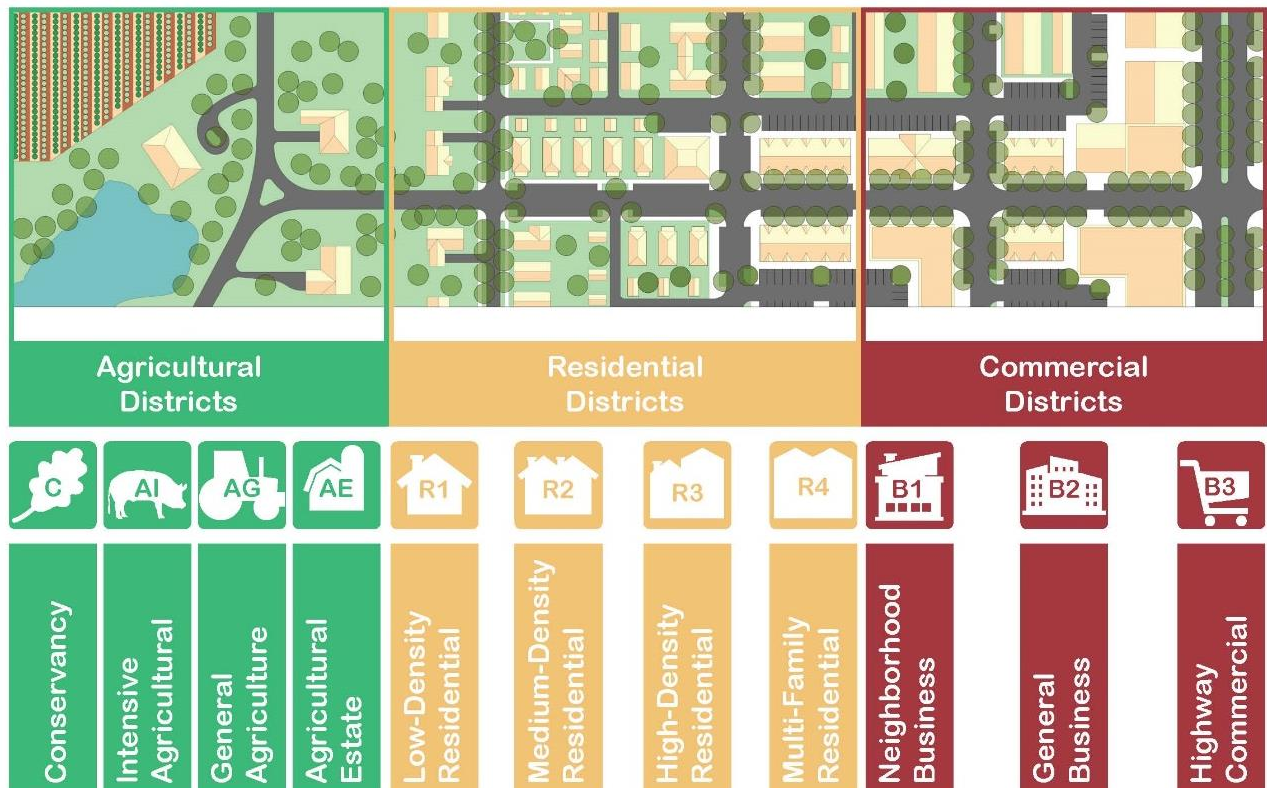 Agricultural
Districts
Residential
Districts
Commercial
Districts
C
AI
AG
AE
R1
R2
R3
R4
B1
B2
B3
Conservancy
Intensive
Agricultural
General
Agriculture
Agricultural
Estate
Low-Density
Residential
Medium-Density
Residential
High-Density
Residential
Multi-Family
Residential
Neighborhood
Business
General
Business
Highway
Commercial